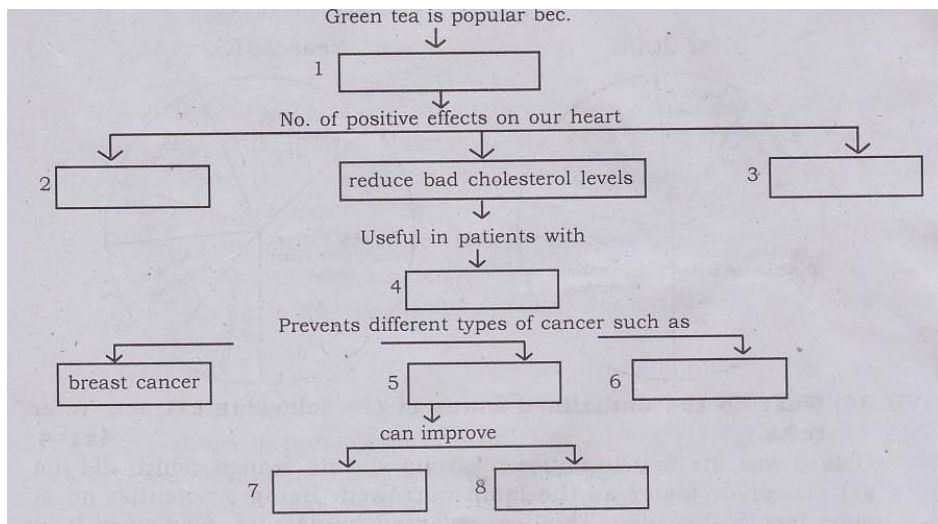 Green tea is popular bec.
1
No. of positive effects on our heart
2 reduce bad cholesterol levels 3
Useful in patients with
4
Prevents different types of cancer such as
breast cancer 5 6
can improve
7 8